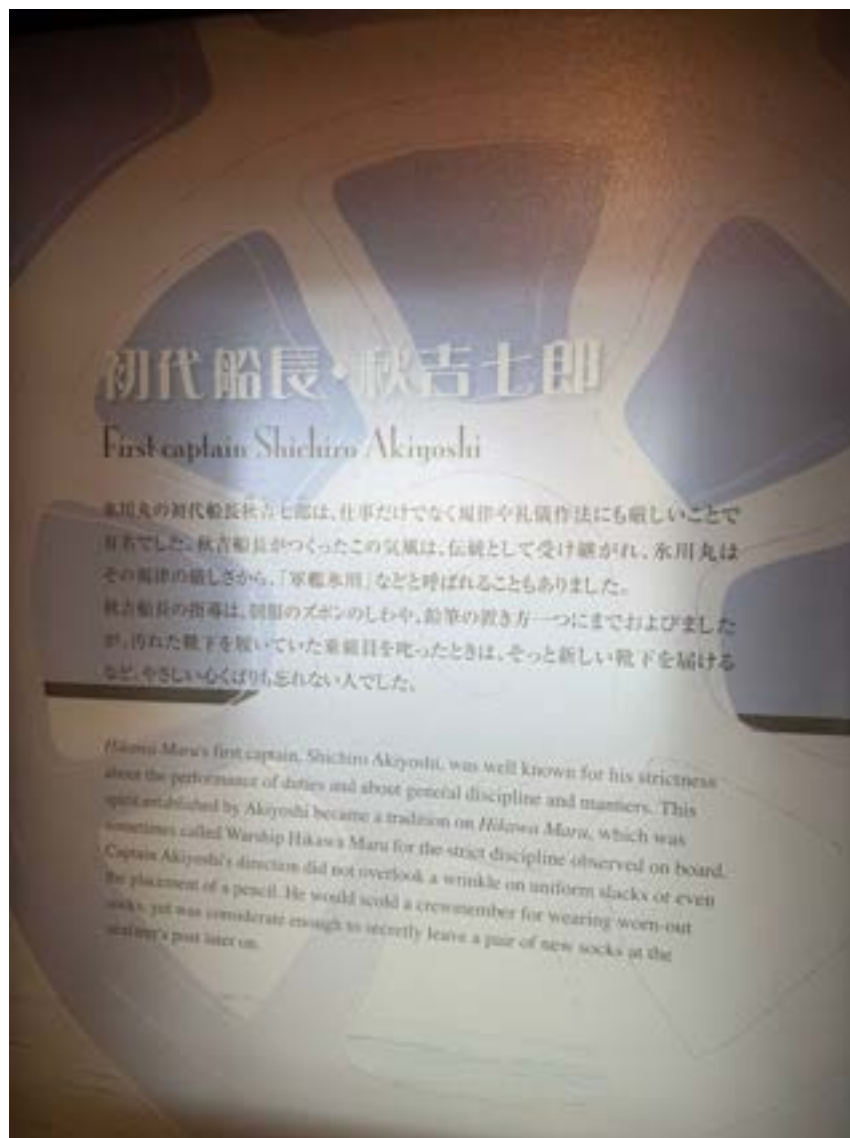 初代船長・秋吉七郎
First captain Shichiro Akiyoshi
氷川丸の初代船長秋吉七郎は、仕事だけでなく規律や礼儀作法にも厳しいことで
有名でした。秋吉船長がつくったこの気風は、伝統として受け継がれ、氷川丸は
その規律の厳しさから、「軍艦氷川」などと呼ばれることもありました。
秋吉船長の指導は、制服のズボンのしわや、鉛筆の置き方一つにまでおよびました
が、汚れた靴下を履いていた乗組員を叱ったときは、そっと新しい靴下を届ける
など、やさしい心くばりも忘れない人でした。
Hikawa Maru's first captain, Shichiro Akiyoshi, was well known for his strictness
about the performance of duties and about general discipline and manners. This
spirit established by Akiyoshi became a tradition on Hikawa Maru, which was
sometimes called Warship Hikawa Maru for the strict discipline observed on board.
Captain Akiyoshi's direction did not overlook a wrinkle on uniform slacks or even
the placement of a pencil. He would scold a crewmember for wearing worn-out
socks, yet was considerate enough to secretly leave a pair of new socks at the
seafarer's post later on.